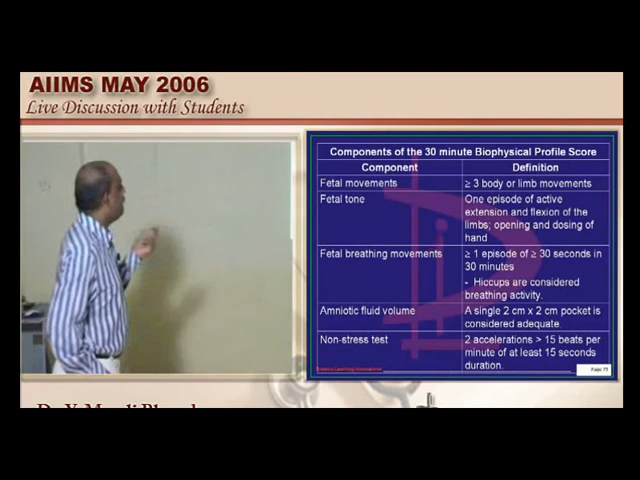 AIIMS MAY 2006
Live Discussion with Students
Components of the 30 minute Biophysical Profile Score
Component Definition
Fetal movements ≥ 3 body or limb movements
Fetal tone One episode of active
extension and flexion of the
limbs; opening and dosing of
hand
Fetal breathing movements ≥ 1 episode of ≥ 30 seconds in
30 minutes
- Hiccups are considered
breathing activity.
Amniotic fluid volume A single 2 cm x 2 cm pocket is
considered adequate.
Non-stress test 2 accelerations > 15 beats per
minute of at least 15 seconds
duration.
Page 71